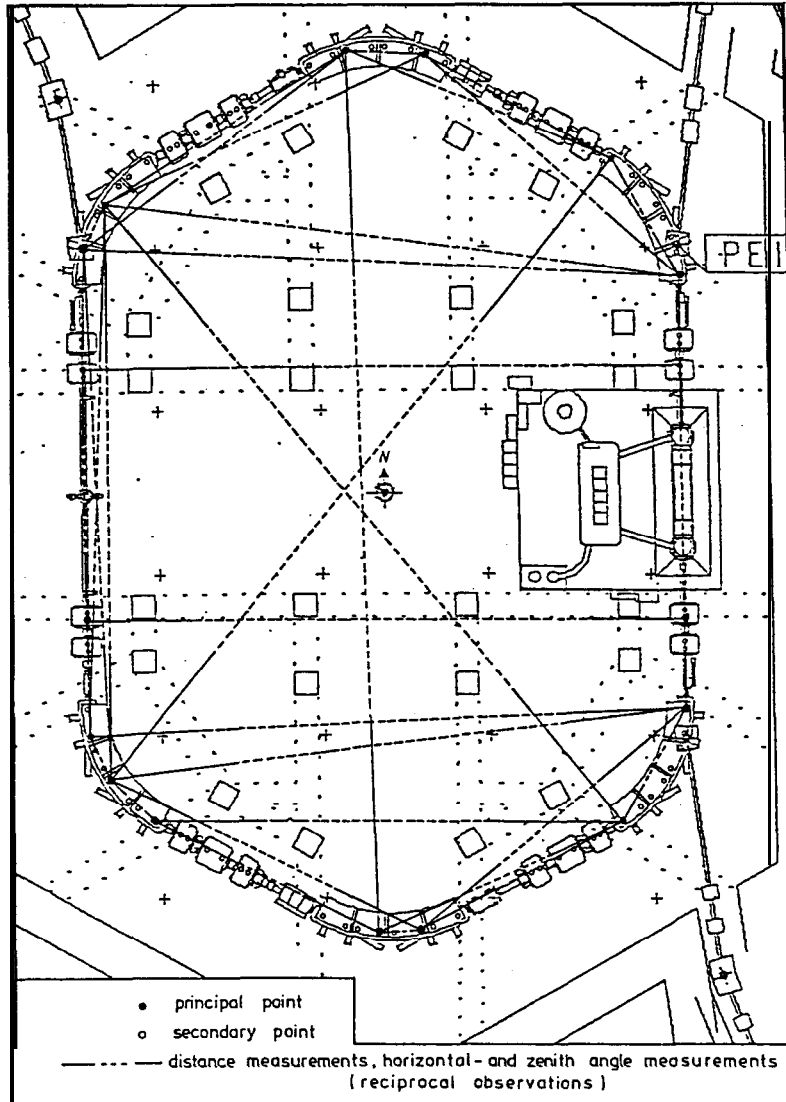 PE1
N
principal point
secondary point
distance measurements, horizontal- and zenith angle measurements
(reciprocal observations)